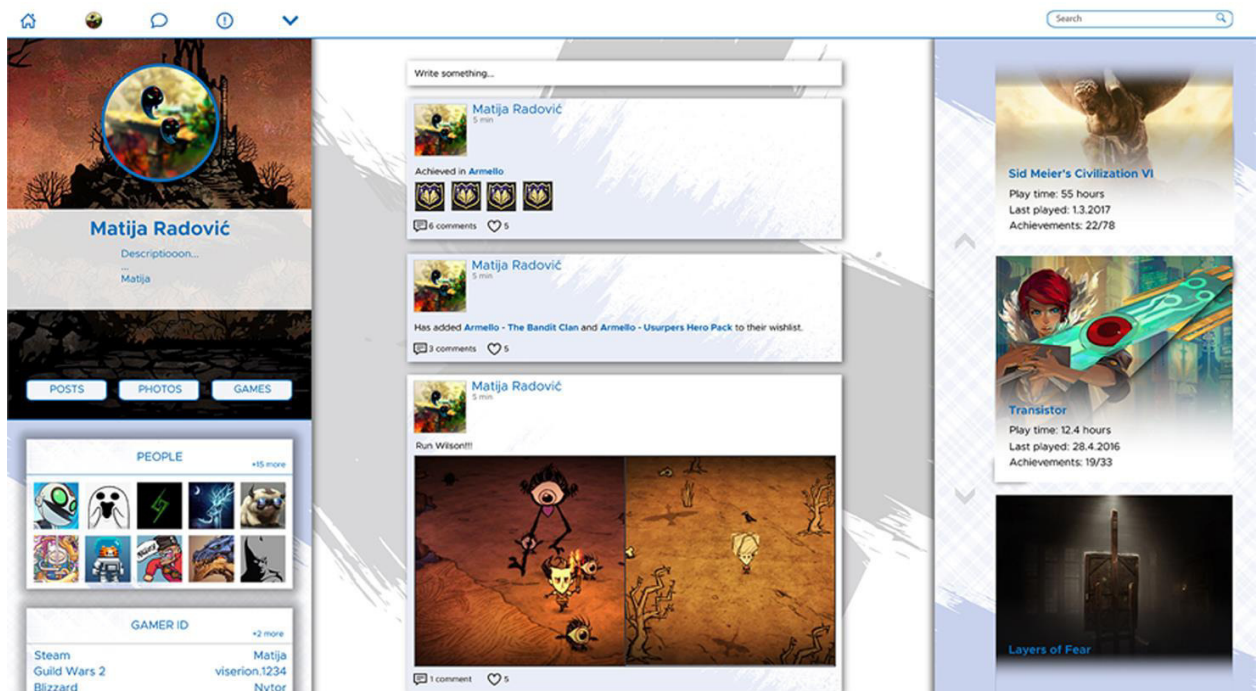 Search
Matija Radović
Descriptiooon...
...
Matija
POSTS
PHOTOS
GAMES
PEOPLE
+15 more
GAMER ID
+2 more
Steam Matija
Guild Wars 2 viserion.1234
Blizzard Nytor
Write something...
Matija Radović
5 min
Achieved in Armello
6 comments 5
Matija Radović
5 min
Has added Armello - The Bandit Clan and Armello - Usurpers Hero Pack to their wishlist.
3 comments 5
Matija Radović
5 min
Run Wilson!!!
1 comment 5
Sid Meier's Civilization VI
Play time: 55 hours
Last played: 1.3.2017
Achievements: 22/78
Transistor
Play time: 12.4 hours
Last played: 28.4.2016
Achievements: 19/33
Layers of Fear